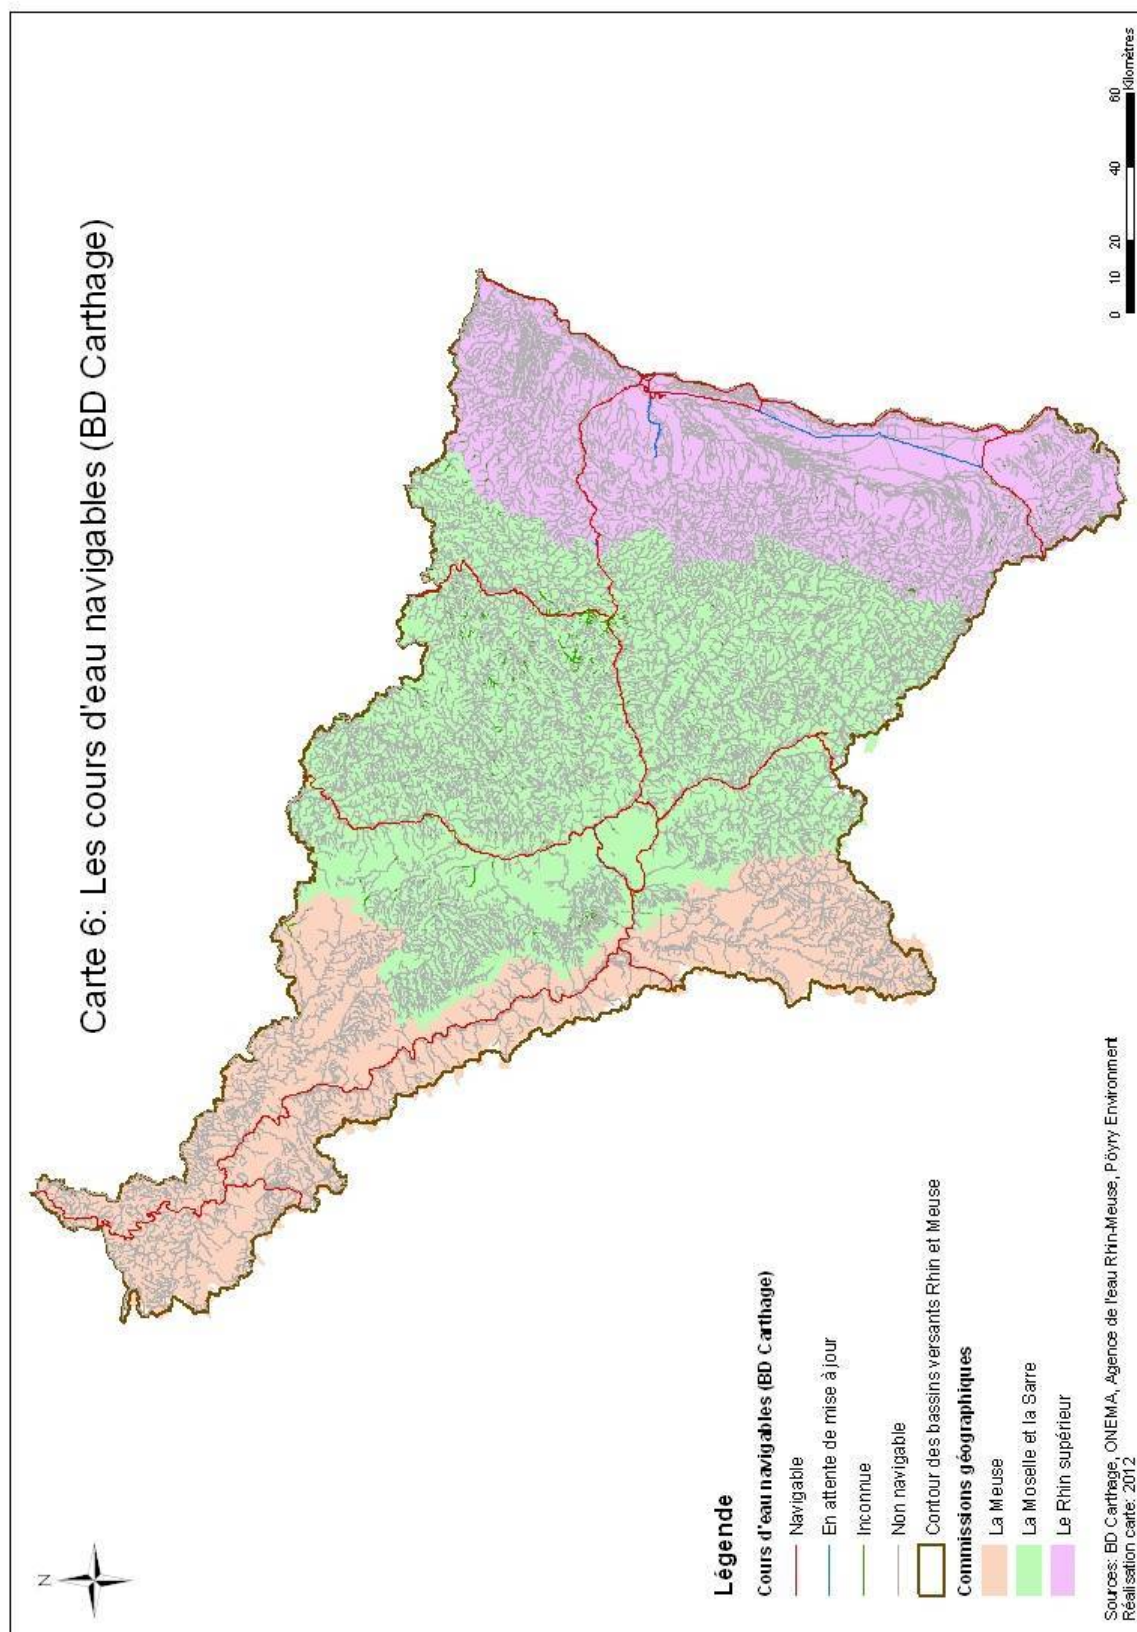 Carte 6: Les cours d'eau navigables (BD Carthage)
N
Légende
Cours d'eau navigables (BD Carthage)
Navigable
En attente de mise à jour
Inconnue
Non navigable
Contour des bassins versants Rhin et Meuse
Commissions géographiques
La Meuse
La Moselle et la Sarre
Le Rhin supérieur
Sources: BD Carthage, ONEMA, Agence de l'eau Rhin-Meuse, Pöyry Environment
Réalisation carte: 2012
0 10 20 40 60
Kilomètres